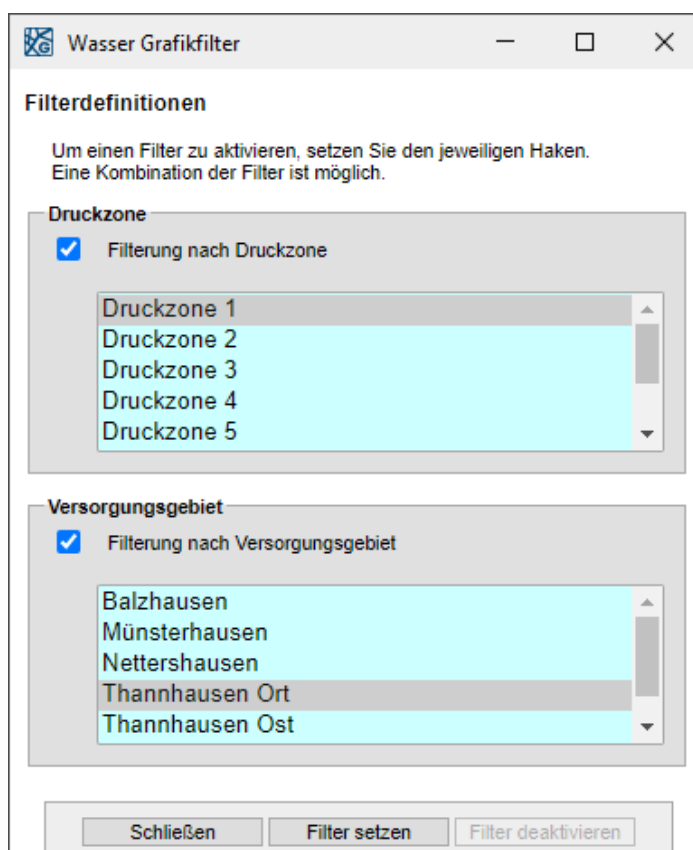 Wasser Grafikfilter
Filterdefinitionen
Um einen Filter zu aktivieren, setzen Sie den jeweiligen Haken.
Eine Kombination der Filter ist möglich.
Druckzone
Filterung nach Druckzone
Druckzone 1
Druckzone 2
Druckzone 3
Druckzone 4
Druckzone 5
Versorgungsgebiet
Filterung nach Versorgungsgebiet
Balzhausen
Münsterhausen
Nettershausen
Thannhausen Ort
Thannhausen Ost
Schließen Filter setzen Filter deaktivieren